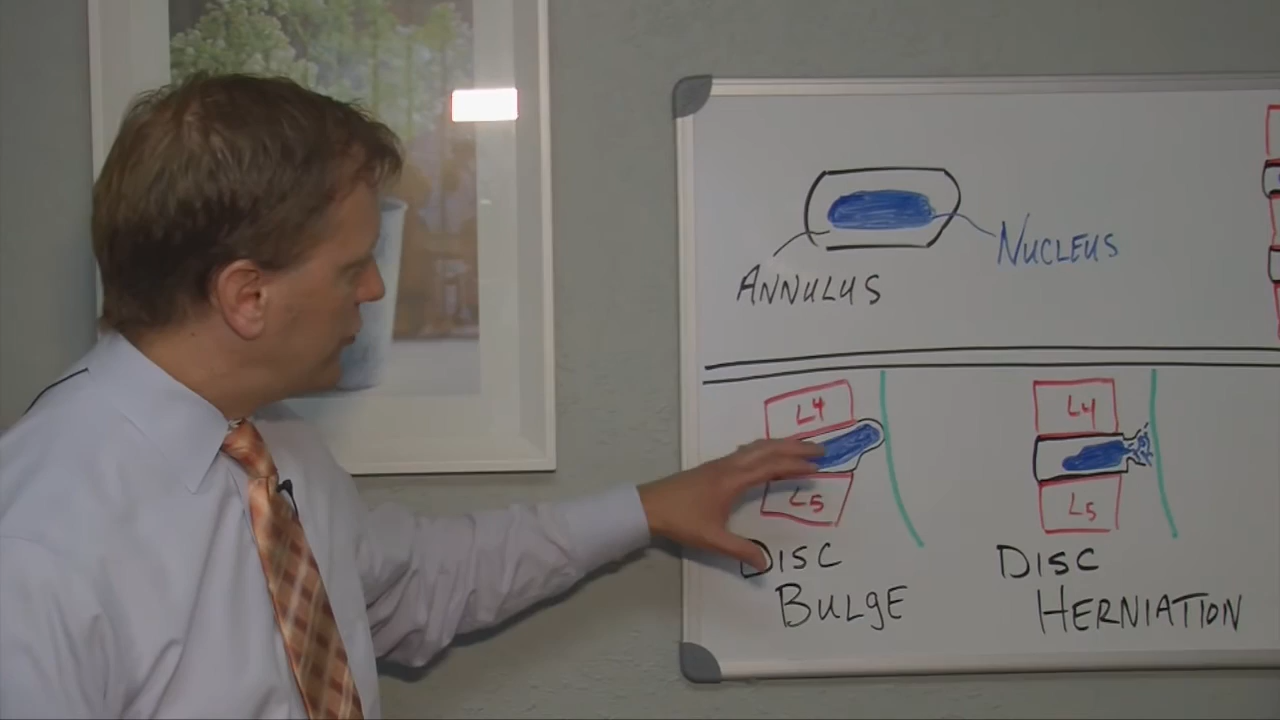 NUCLEUS
ANNULUS
L4
L5
DISC
BULGE
L4
L5
DISC
HERNIATION